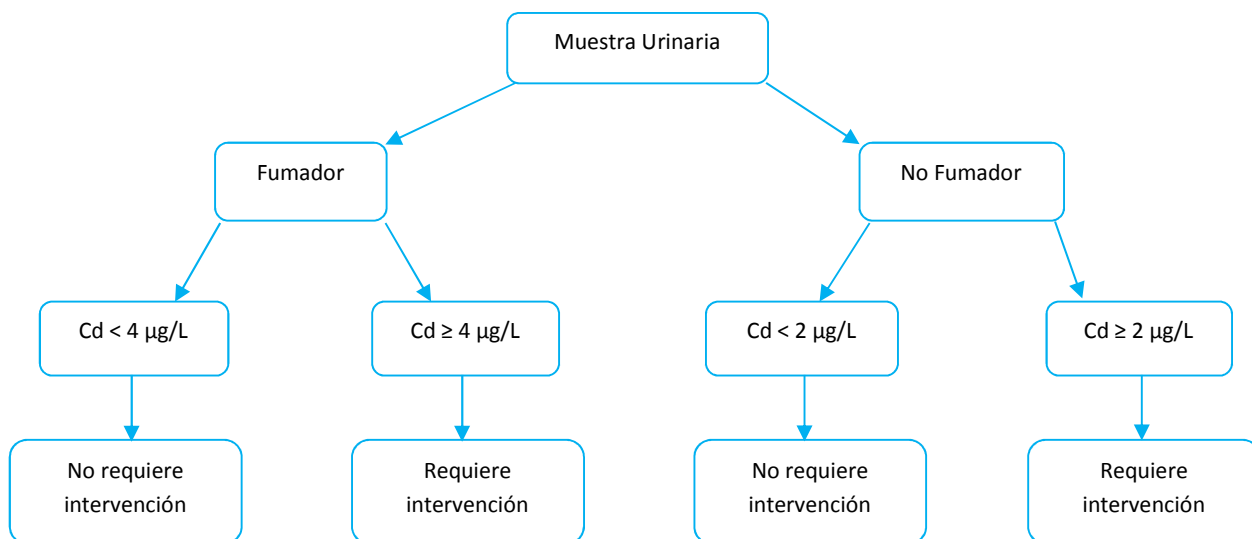 Muestra Urinaria
Fumador
No Fumador
Cd < 4 µg/L
Cd ≥ 4 µg/L
Cd < 2 µg/L
Cd ≥ 2 µg/L
No requiere
intervención
Requiere
intervención
No requiere
intervención
Requiere
intervención